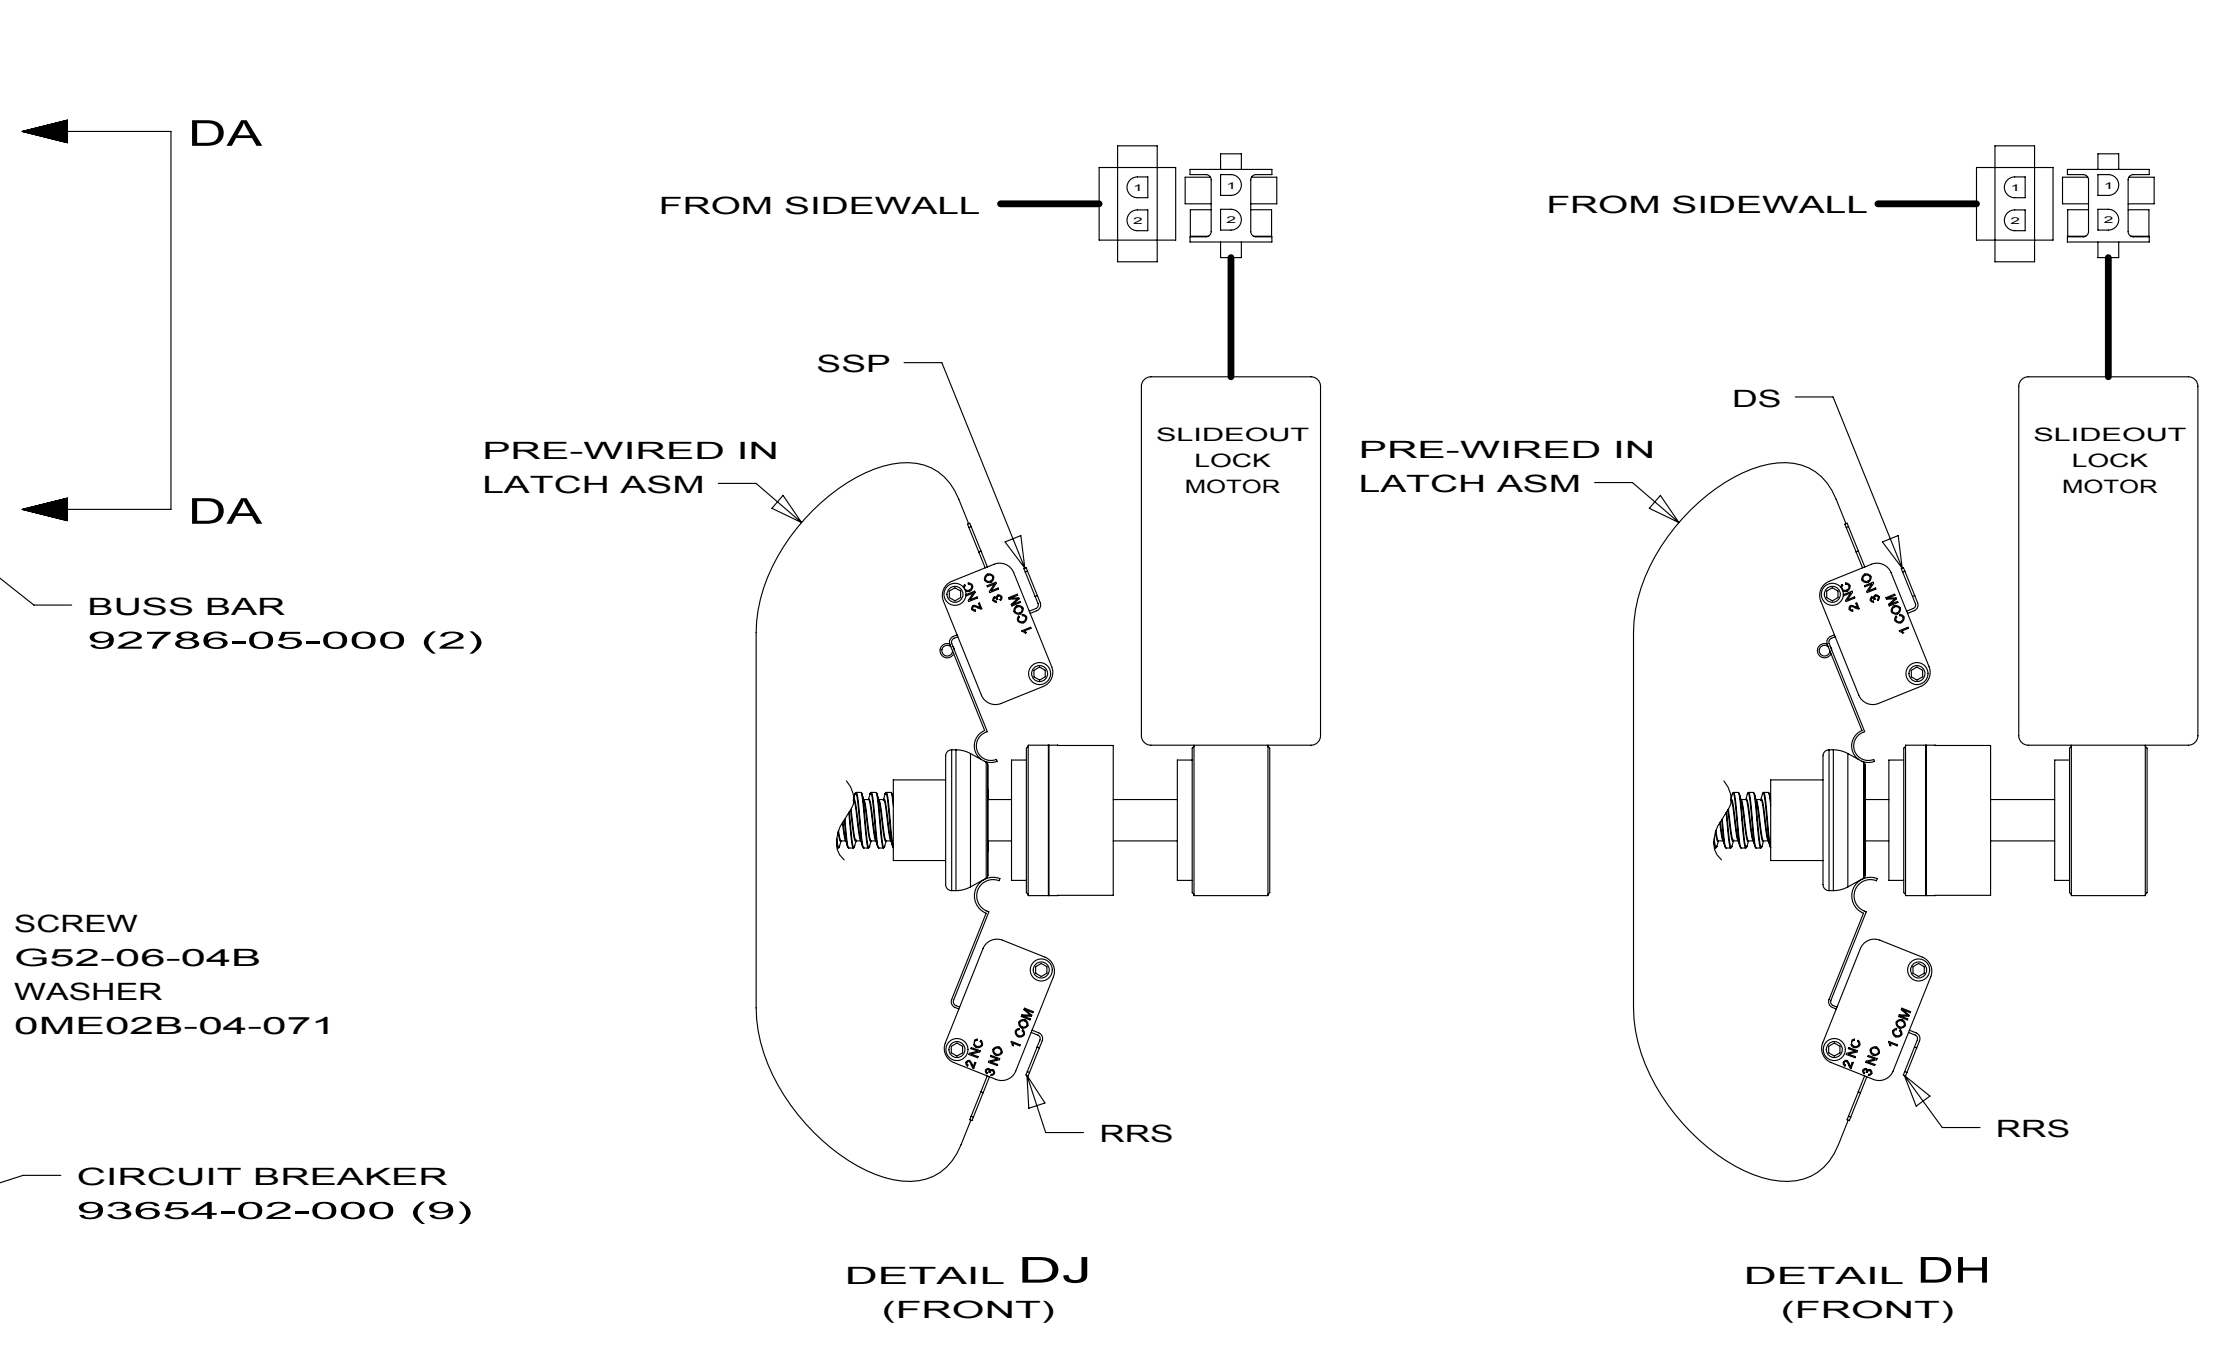 DA
DA
BUSS BAR
92786-05-000 (2)
SCREW
G52-06-04B
WASHER
0ME02B-04-071
CIRCUIT BREAKER
93654-02-000 (9)
FROM SIDEWALL
1
2
1
2
SSP
PRE-WIRED IN
LATCH ASM
SLIDEOUT
LOCK
MOTOR
2 NC
3 NO
1 COM
2 NC
3 NO
1 COM
RRS
DETAIL DJ
(FRONT)
FROM SIDEWALL
1
2
1
2
DS
PRE-WIRED IN
LATCH ASM
SLIDEOUT
LOCK
MOTOR
2 NC
3 NO
1 COM
2 NC
3 NO
1 COM
RRS
DETAIL DH
(FRONT)